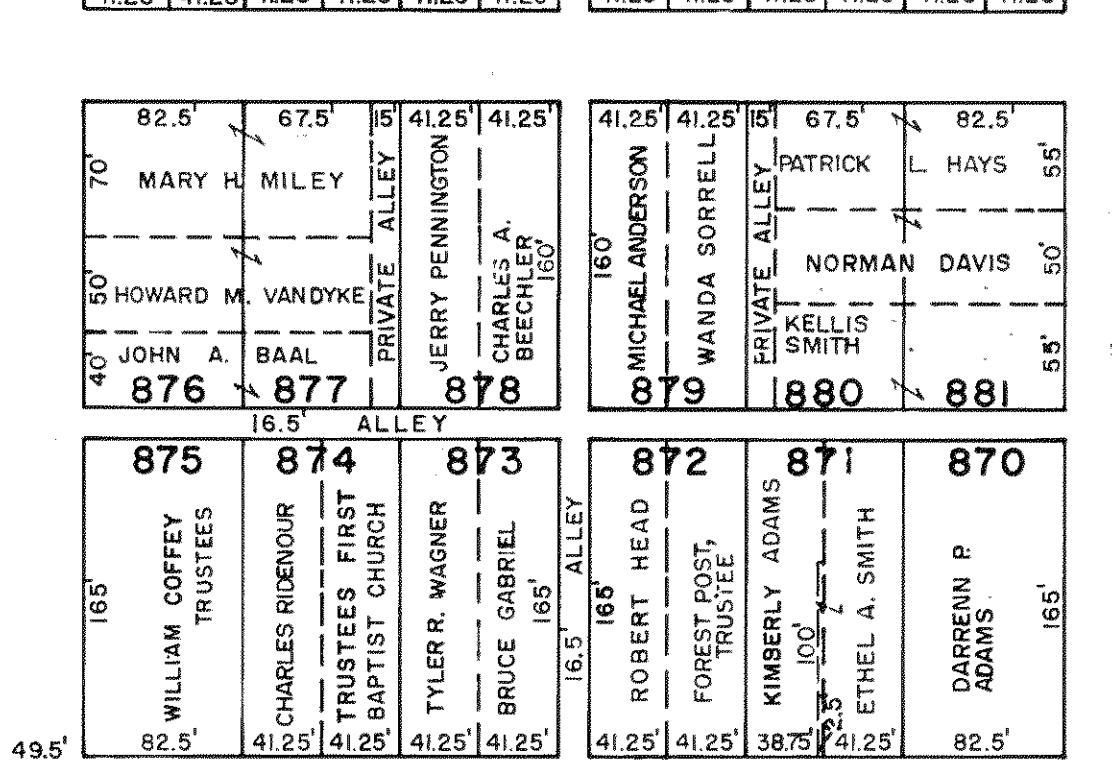 82.5' 67.5' 15' 41.25' 41.25'
70'
MARY H. MILEY
50'
HOWARD M. VANDYKE
40'
JOHN A. BAAL
PRIVATE ALLEY
JERRY PENNINGTON
CHARLES A.
BEECHLER
160'
876 877 878
41.25' 41.25' 15' 67.5' 82.5'
160'
MICHAEL ANDERSON
WANDA SORRELL
PRIVATE ALLEY
PATRICK L. HAYS
55'
NORMAN DAVIS
50'
KELLIS
SMITH
55'
879 880 881
16.5' ALLEY
875 874 873
165'
WILLIAM COFFEY
TRUSTEES
CHARLES RIDENOUR
TRUSTEES FIRST
BAPTIST CHURCH
TYLER R. WAGNER
BRUCE GABRIEL
165'
49.5'
82.5' 41.25' 41.25' 41.25' 41.25'
16.5' ALLEY
872 871 870
165'
ROBERT HEAD
FOREST POST,
TRUSTEE
KIMBERLY ADAMS
100'
2.5
ETHEL A. SMITH
DARRENN P.
ADAMS
165'
41.25' 41.25' 38.75' 41.25' 82.5'